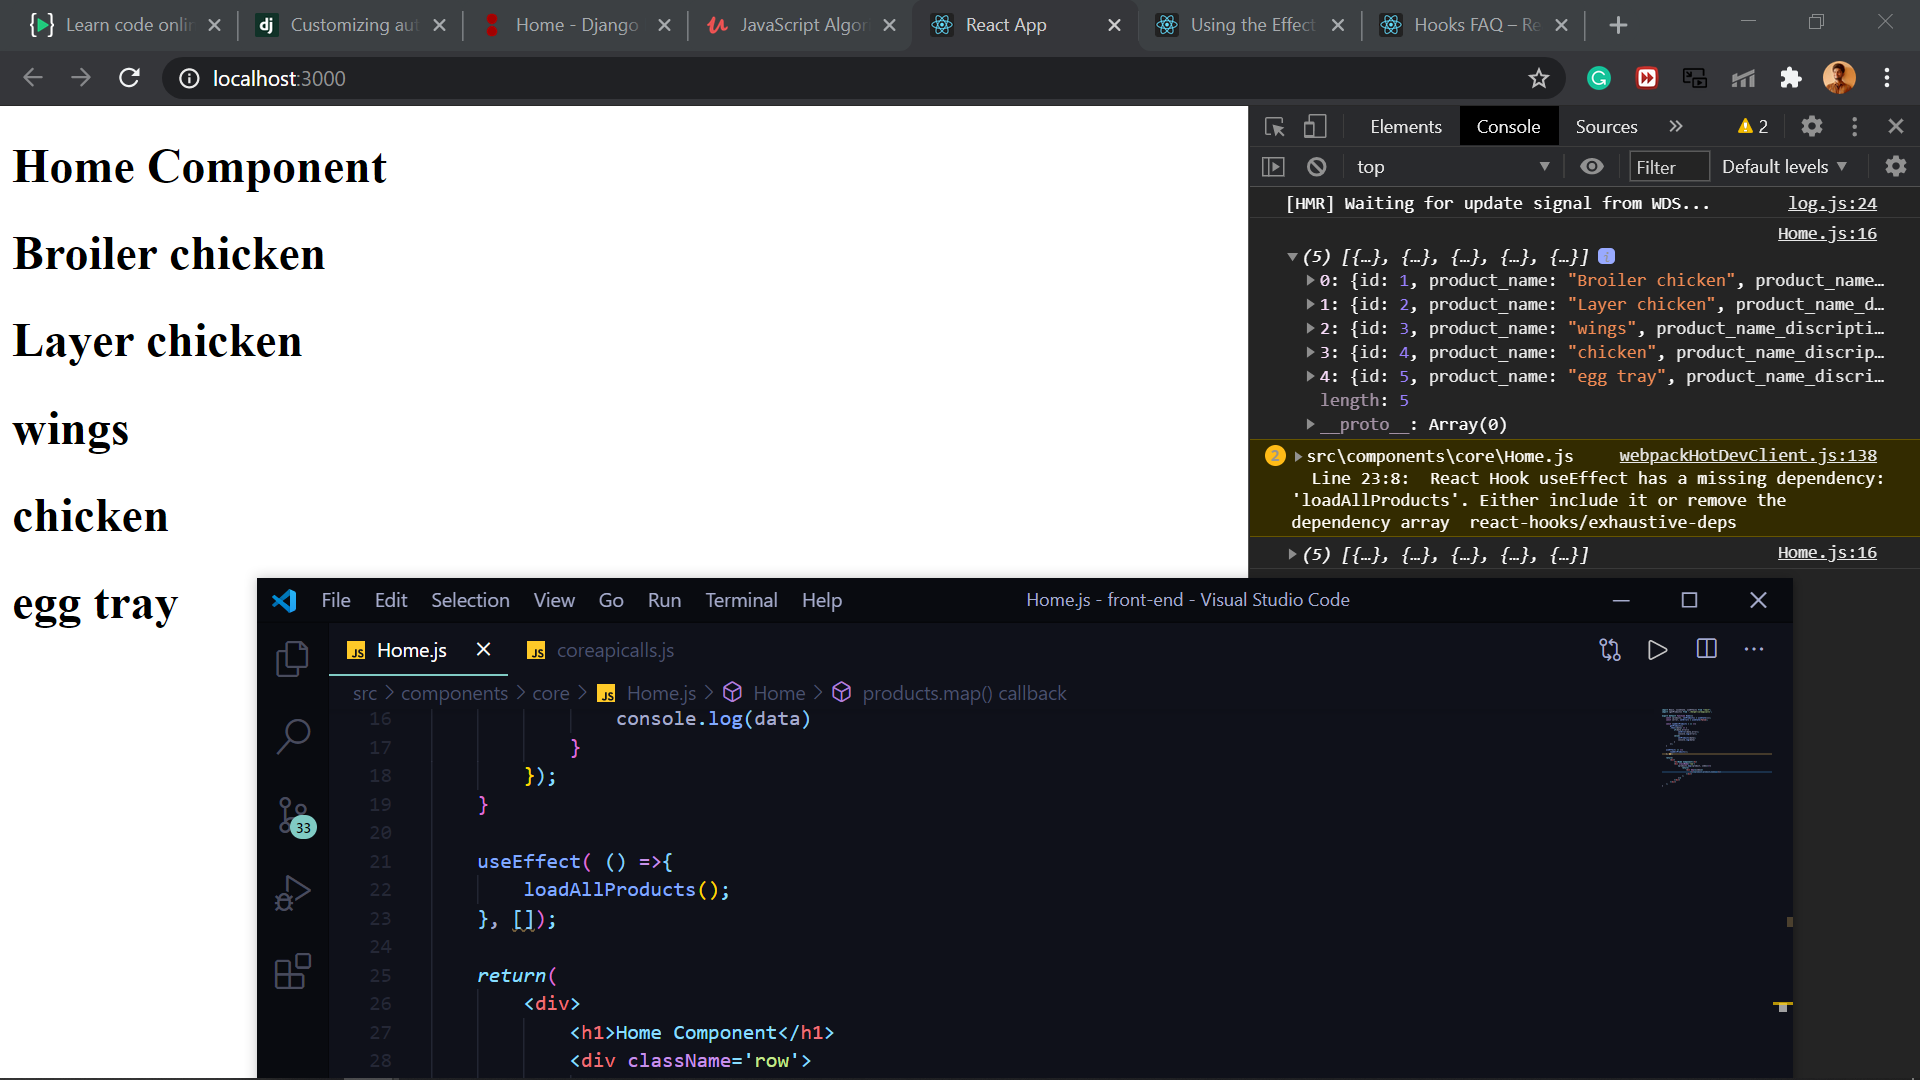 Learn code onlin
Customizing aut
Home - Django
JavaScript Algor
React App
Using the Effect
Hooks FAQ – Re
localhost:3000
Home Component
Broiler chicken
Layer chicken
wings
chicken
egg tray
Elements Console Sources » 2
top Filter Default levels
[HMR] Waiting for update signal from WDS... log.js:24
Home.js:16
(5) [{…}, {…}, {…}, {…}, {…}] i
0: {id: 1, product_name: "Broiler chicken", product_name…
1: {id: 2, product_name: "Layer chicken", product_name_d…
2: {id: 3, product_name: "wings", product_name_discripti…
3: {id: 4, product_name: "chicken", product_name_discrip…
4: {id: 5, product_name: "egg tray", product_name_discri…
length: 5
__proto__: Array(0)
2 src\components\core\Home.js webpackHotDevClient.js:138
Line 23:8: React Hook useEffect has a missing dependency:
'loadAllProducts'. Either include it or remove the
dependency array react-hooks/exhaustive-deps
(5) [{…}, {…}, {…}, {…}, {…}] Home.js:16
File Edit Selection View Go Run Terminal Help Home.js - front-end - Visual Studio Code
JS Home.js JS coreapicalls.js
src > components > core > JS Home.js > Home > products.map() callback
33
16 console.log(data)
17 }
18 });
19 }
20
21 useEffect( () =>{
22 loadAllProducts();
23 }, []);
24
25 return(
26 <div>
27 <h1>Home Component</h1>
28 <div className='row'>